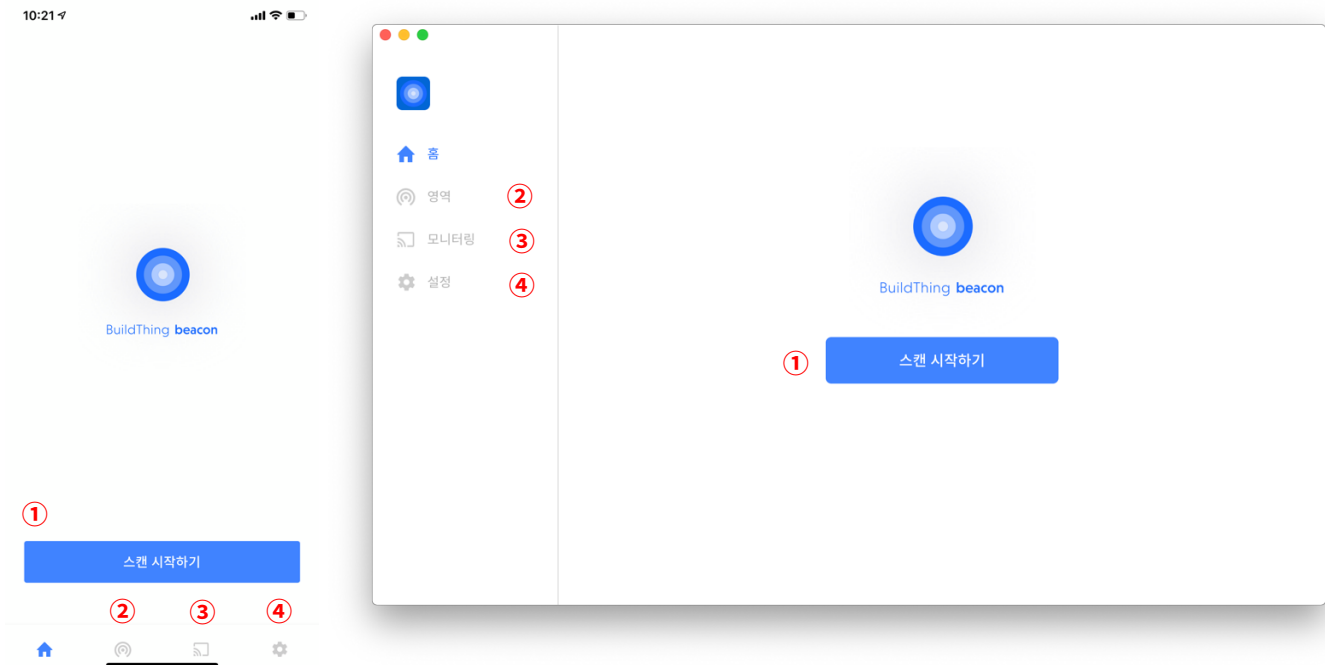 10:21
BuildThing beacon
①
스캔 시작하기
② ③ ④
홈
영역 ②
모니터링 ③
설정 ④
BuildThing beacon
① 스캔 시작하기